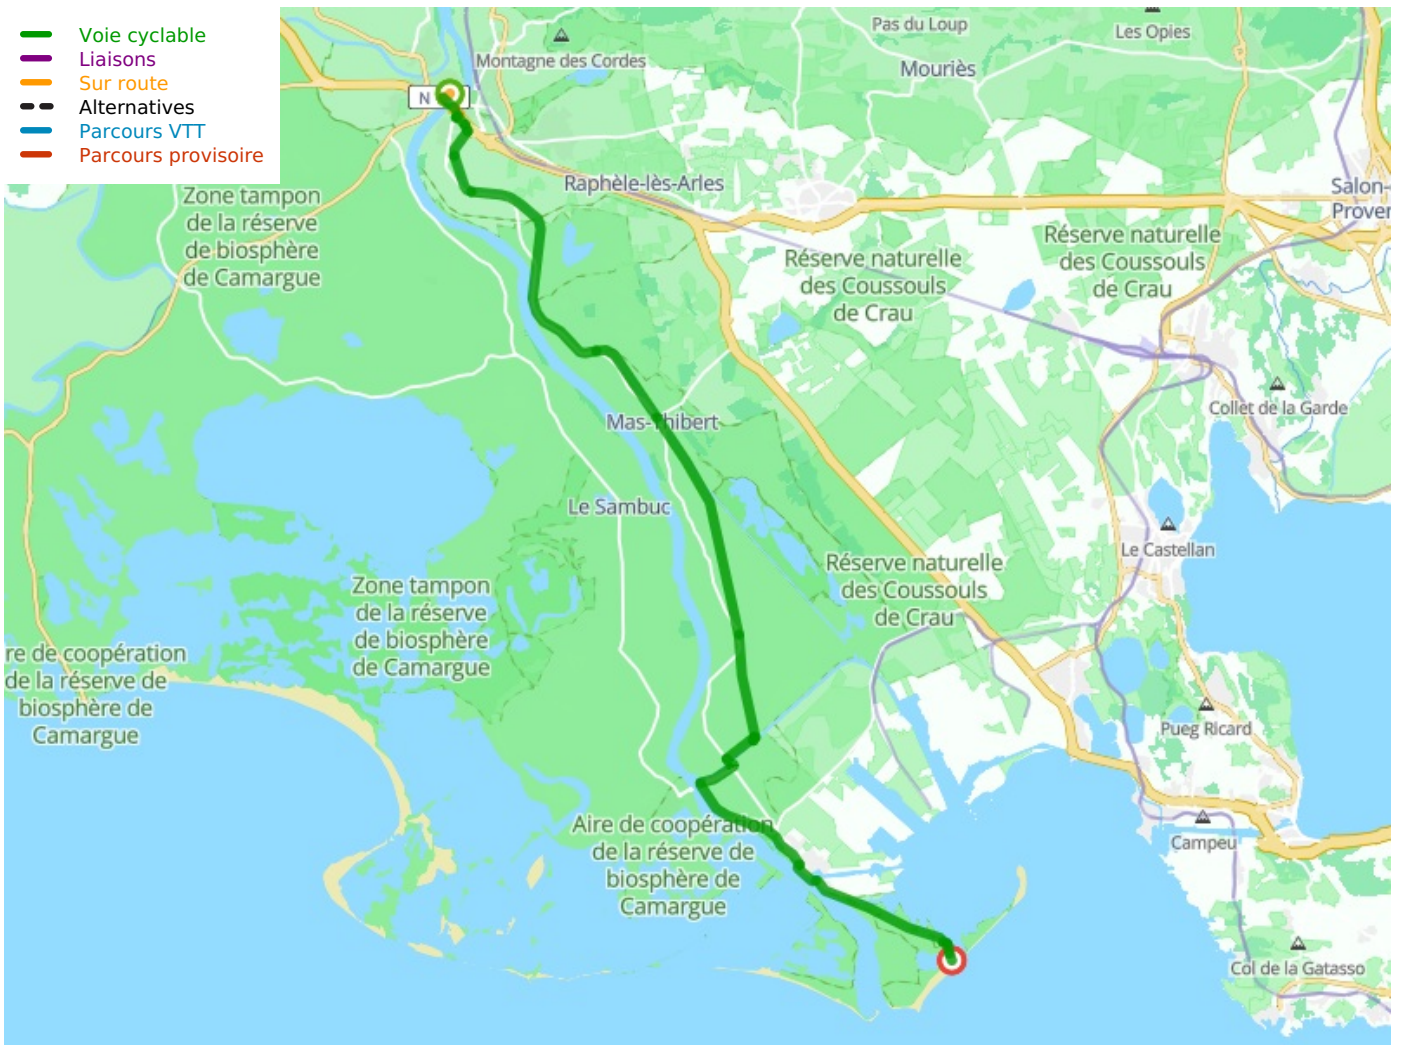 Voie cyclable
Liaisons
Sur route
Alternatives
Parcours VTT
Parcours provisoire
Pas du Loup
Les Opies
Montagne des Cordes
Mouriès
N
Raphèle-lès-Arles
Salon-
Prover
Zone tampon
de la réserve
de biosphère
de Camargue
Réserve naturelle
des Coussouls
de Crau
Réserve naturelle
des Coussouls
de Crau
Collet de la Garde
Mas-Thibert
Le Sambuc
Le Castellan
Réserve naturelle
des Coussouls
de Crau
Zone tampon
de la réserve
de biosphère
de Camargue
re de coopération
de la réserve de
biosphère de
Camargue
Pueg Ricard
Aire de coopération
de la réserve de
biosphère de
Camargue
Campeu
Col de la Gatasso